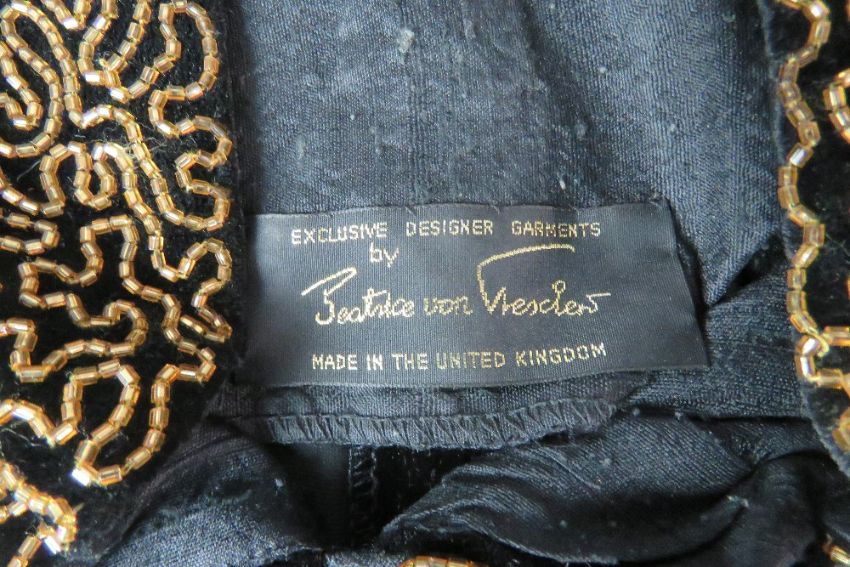 EXCLUSIVE DESIGNER GARMENTS
by
Beatrice von Tresckow
MADE IN THE UNITED KINGDOM